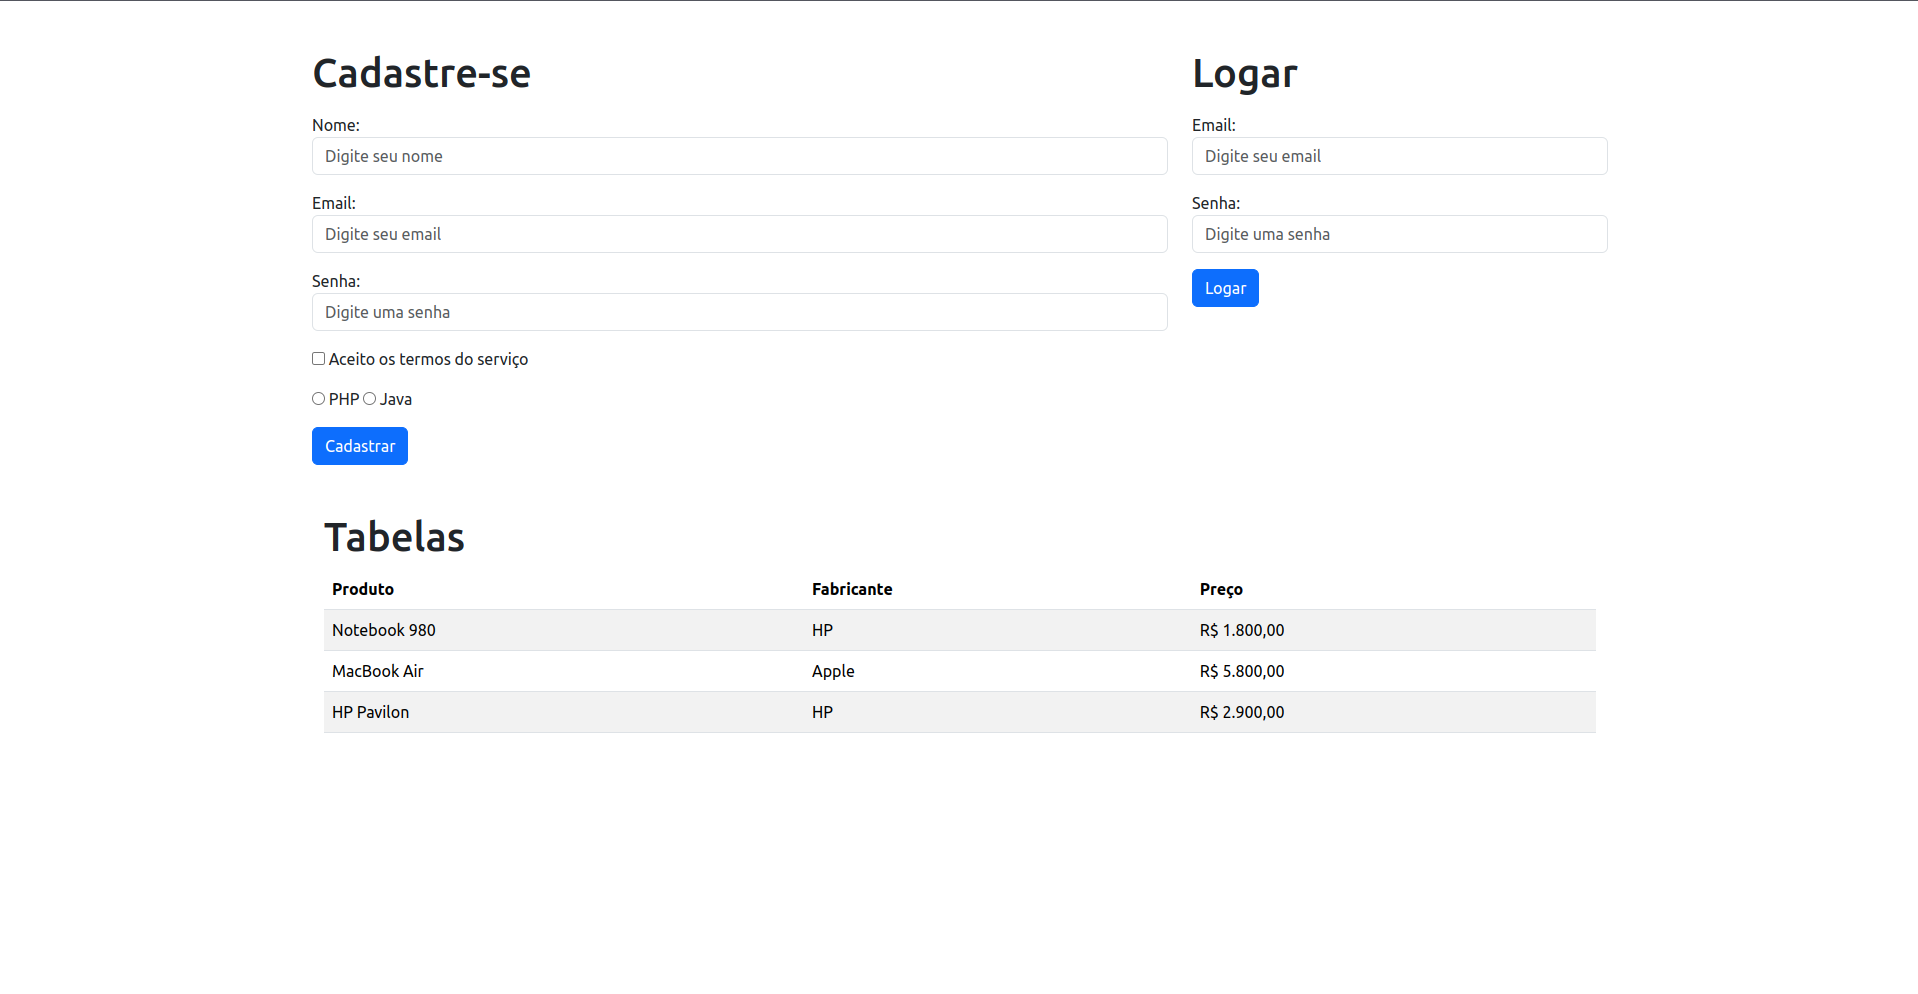 Cadastre-se
Nome:
Digite seu nome
Email:
Digite seu email
Senha:
Digite uma senha
Aceito os termos do serviço
PHP Java
Cadastrar
Logar
Email:
Digite seu email
Senha:
Digite uma senha
Logar
Tabelas
Produto Fabricante Preço
Notebook 980 HP R$ 1.800,00
MacBook Air Apple R$ 5.800,00
HP Pavilon HP R$ 2.900,00